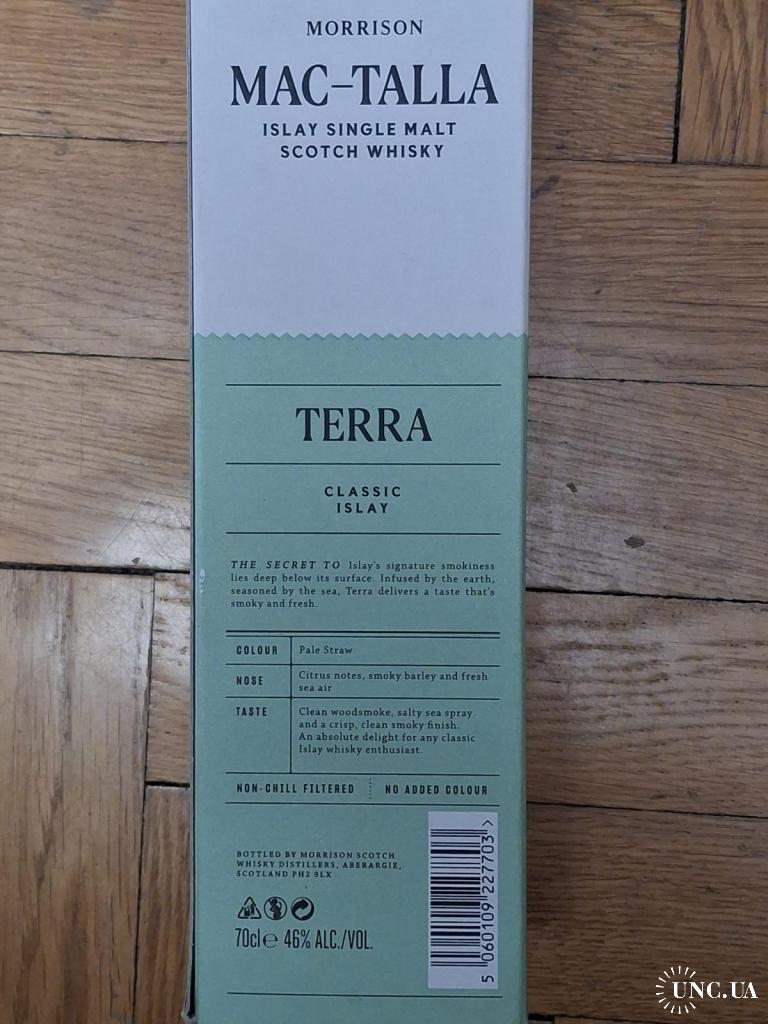 MORRISON
MAC–TALLA
ISLAY SINGLE MALT
SCOTCH WHISKY
TERRA
CLASSIC
ISLAY
THE SECRET TO Islay's signature smokiness
lies deep below its surface. Infused by the earth,
seasoned by the sea, Terra delivers a taste that's
smoky and fresh.
COLOUR Pale Straw
NOSE Citrus notes, smoky barley and fresh
sea air
TASTE Clean woodsmoke, salty sea spray
and a crisp, clean smoky finish.
An absolute delight for any classic
Islay whisky enthusiast.
NON-CHILL FILTERED NO ADDED COLOUR
BOTTLED BY MORRISON SCOTCH
WHISKY DISTILLERS, ABERARGIE,
SCOTLAND PH2 9LX
70cl e 46% ALC./VOL.
5 060109 227703 >
UNC.UA